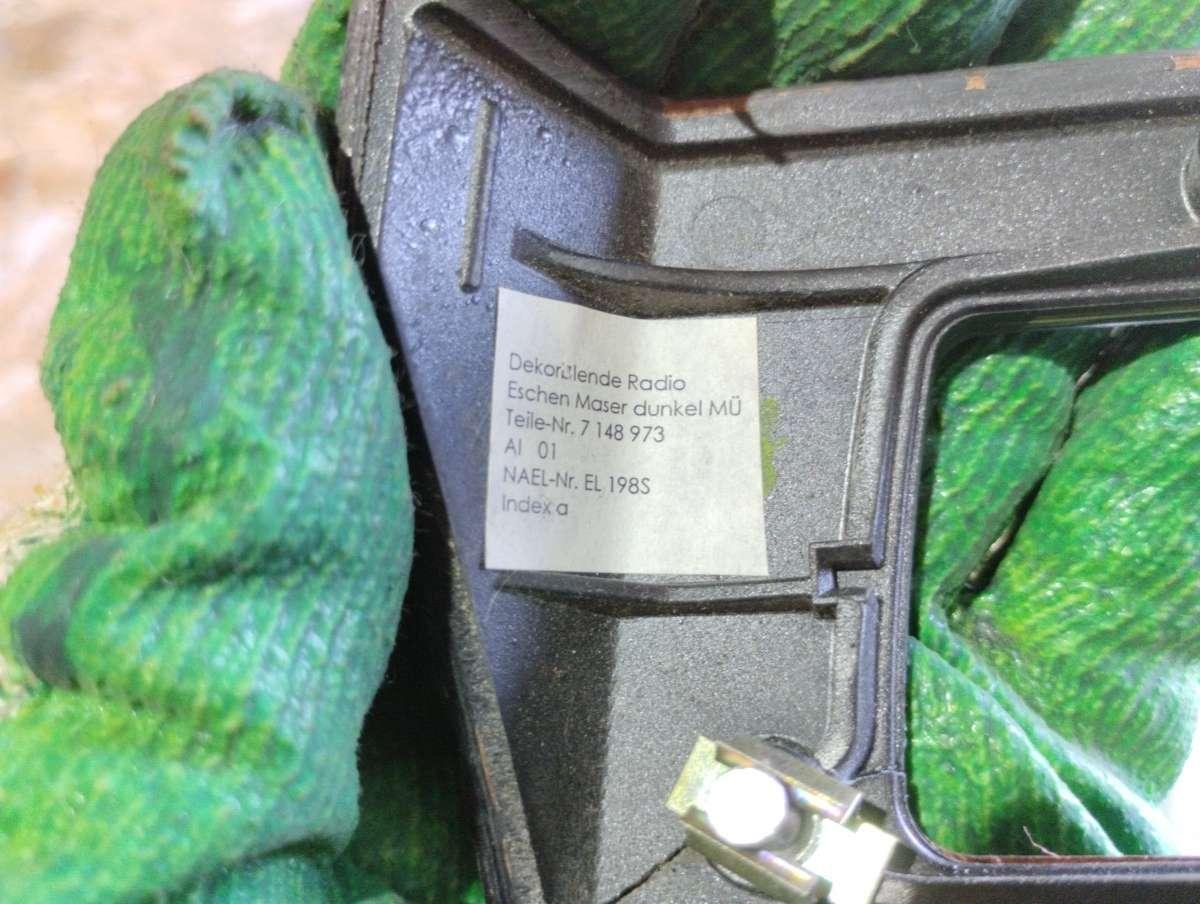 Dekorblende Radio
Eschen Maser dunkel MÜ
Teile-Nr. 7 148 973
AI 01
NAEL-Nr. EL 198S
Index a